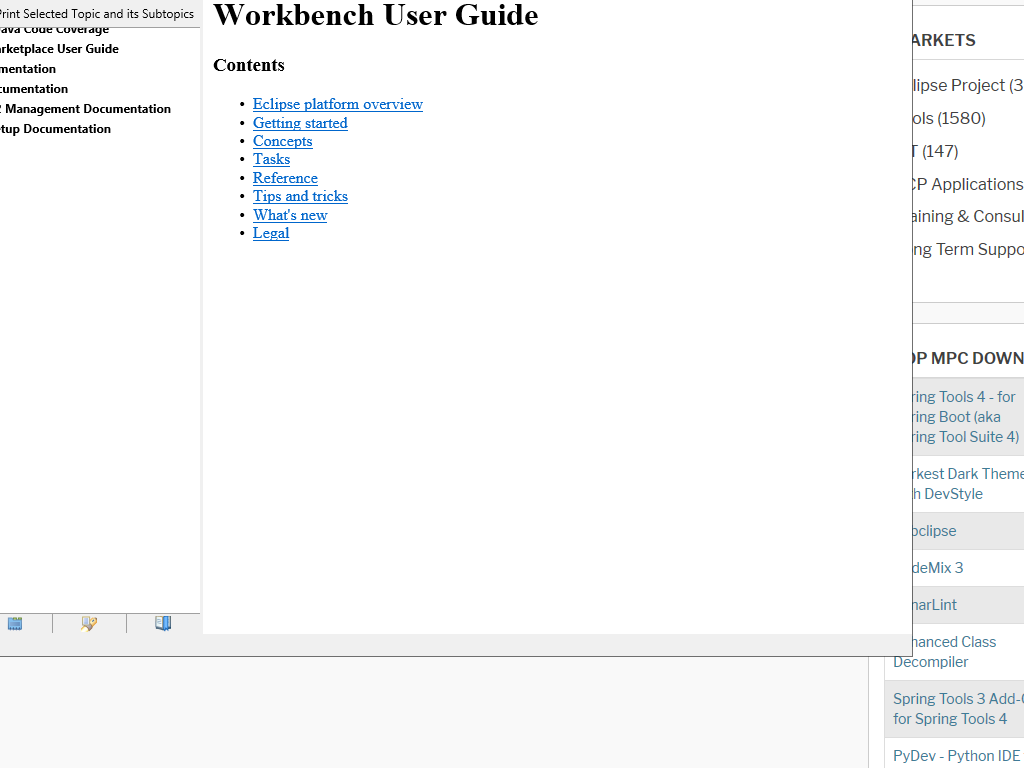 Print Selected Topic and its Subtopics
Java Code Coverage
arketplace User Guide
mentation
cumentation
2 Management Documentation
tup Documentation
Workbench User Guide
Contents
Eclipse platform overview
Getting started
Concepts
Tasks
Reference
Tips and tricks
What's new
Legal
ARKETS
lipse Project (3
ols (1580)
T (147)
CP Applications
aining & Consul
ng Term Suppo
OP MPC DOWN
ring Tools 4 - for
ring Boot (aka
ring Tool Suite 4)
rkest Dark Theme
h DevStyle
bclipse
deMix 3
narLint
hanced Class
Decompiler
Spring Tools 3 Add-O
for Spring Tools 4
PyDev - Python IDE